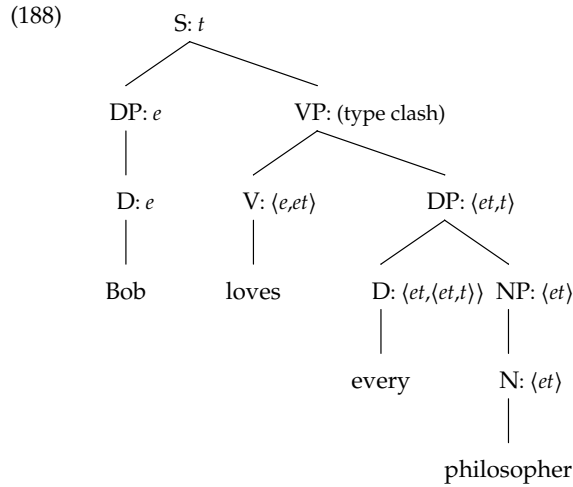 (188)
S: t
DP: e VP: (type clash)
D: e V: ⟨e,et⟩ DP: ⟨et,t⟩
Bob loves D: ⟨et,⟨et,t⟩⟩ NP: ⟨et⟩
every N: ⟨et⟩
philosopher